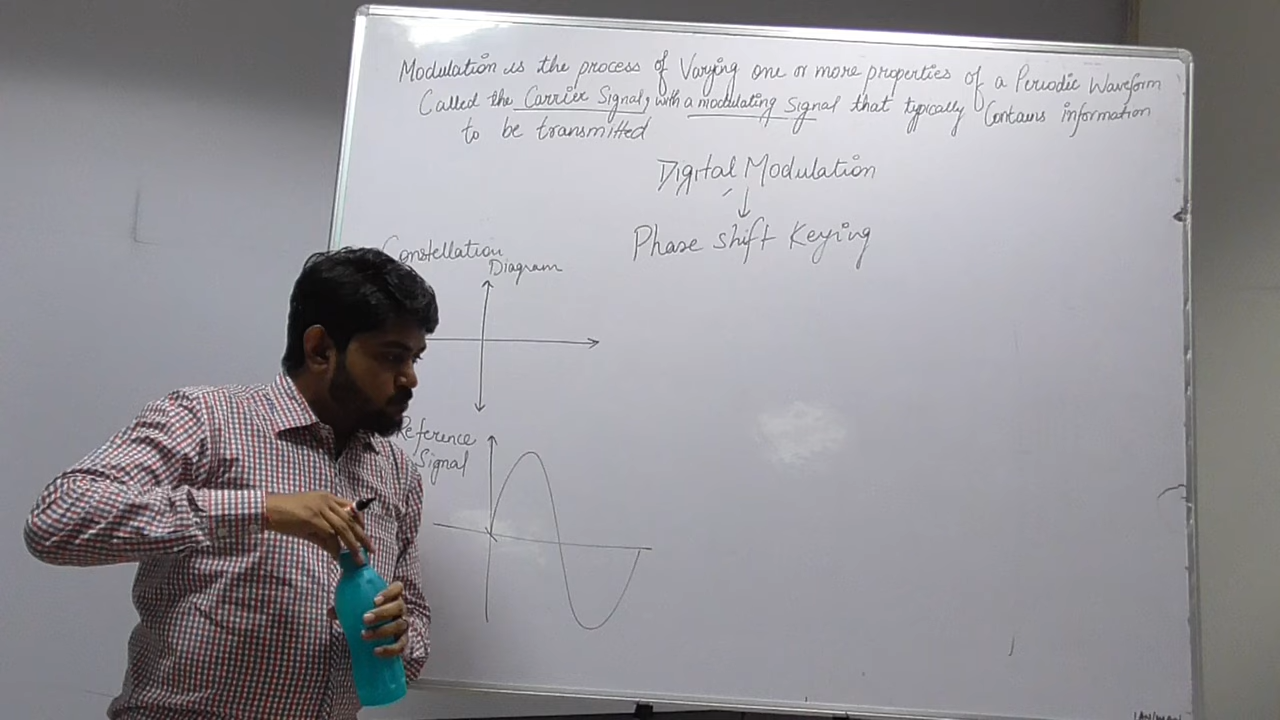 Modulation is the process of Varying one or more properties of a Periodic Waveform
Called the Carrier Signal, with a modulating Signal that typically Contains information
to be transmitted
Digital Modulation
Phase Shift Keying
Constellation
Diagram
Reference
Signal